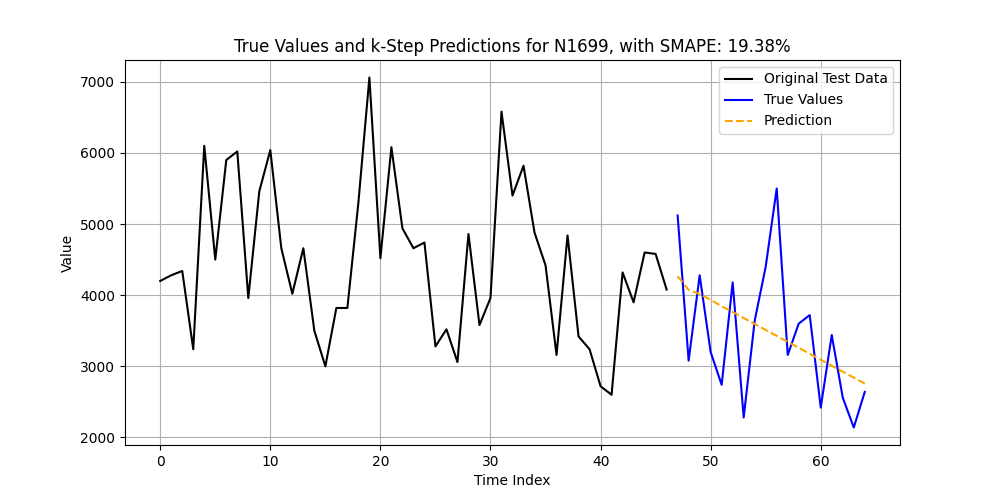 True Values and k-Step Predictions for N1699, with SMAPE: 19.38%
Original Test Data
True Values
Prediction
Value
7000
6000
5000
4000
3000
2000
0 10 20 30 40 50 60
Time Index